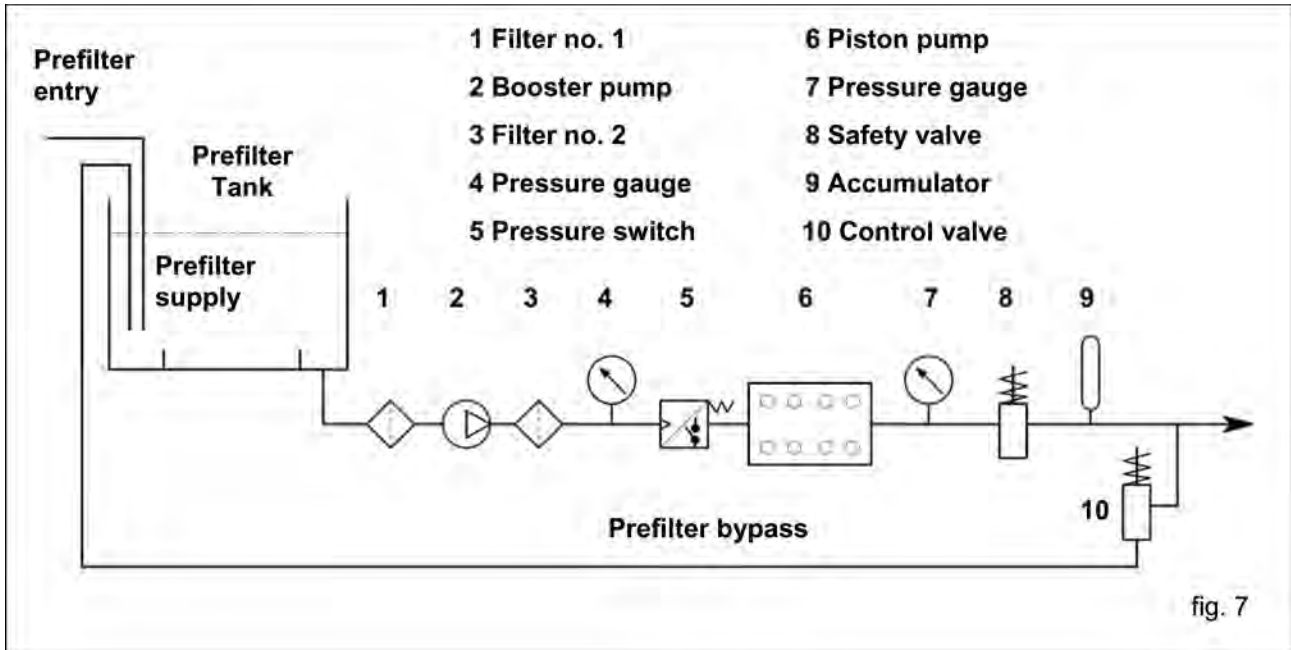 Prefilter
entry
Prefilter
Tank
Prefilter
supply
1 Filter no. 1
2 Booster pump
3 Filter no. 2
4 Pressure gauge
5 Pressure switch
6 Piston pump
7 Pressure gauge
8 Safety valve
9 Accumulator
10 Control valve
1 2 3 4 5 6 7 8 9
10
Prefilter bypass
fig. 7